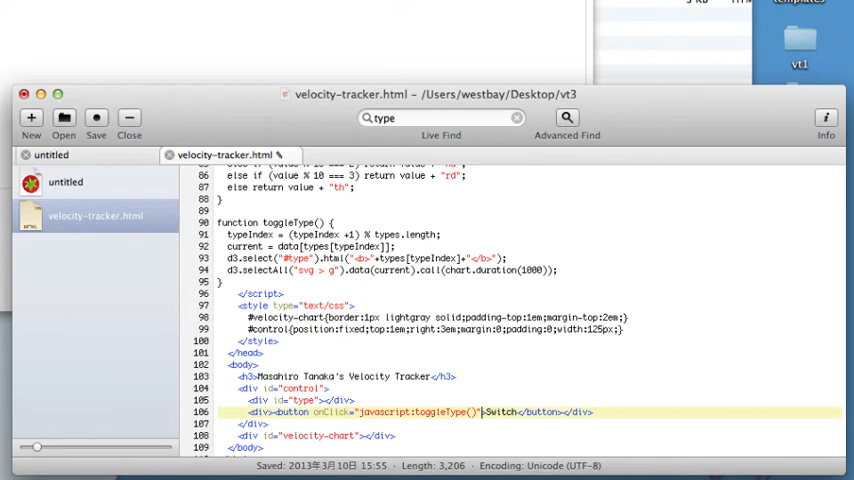 templates
5 KB
vt1
velocity-tracker.html - /Users/westbay/Desktop/vt3
New Open Save Close
type
Live Find
Advanced Find
Info
untitled
velocity-tracker.html
untitled
velocity-tracker.html
86 else if (value % 10 === 3) return value + "rd";
87 else return value + "th";
88 }
89
90 function toggleType() {
91 typeIndex = (typeIndex +1) % types.length;
92 current = data[types[typeIndex]];
93 d3.select("#type").html("<b>"+types[typeIndex]+"</b>");
94 d3.selectAll("svg > g").data(current).call(chart.duration(1000));
95 }
96 </script>
97 <style type="text/css">
98 #velocity-chart{border:1px lightgray solid;padding-top:1em;margin-top:2em;}
99 #control{position:fixed;top:1em;right:3em;margin:0;padding:0;width:125px;}
100 </style>
101 </head>
102 <body>
103 <h3>Masahiro Tanaka's Velocity Tracker</h3>
104 <div id="control">
105 <div id="type"></div>
106 <div><button onClick="javascript:toggleType()">Switch</button></div>
107 </div>
108 <div id="velocity-chart"></div>
109 </body>
Saved: 2013年3月10日 15:55 - Length: 3,206 - Encoding: Unicode (UTF-8)